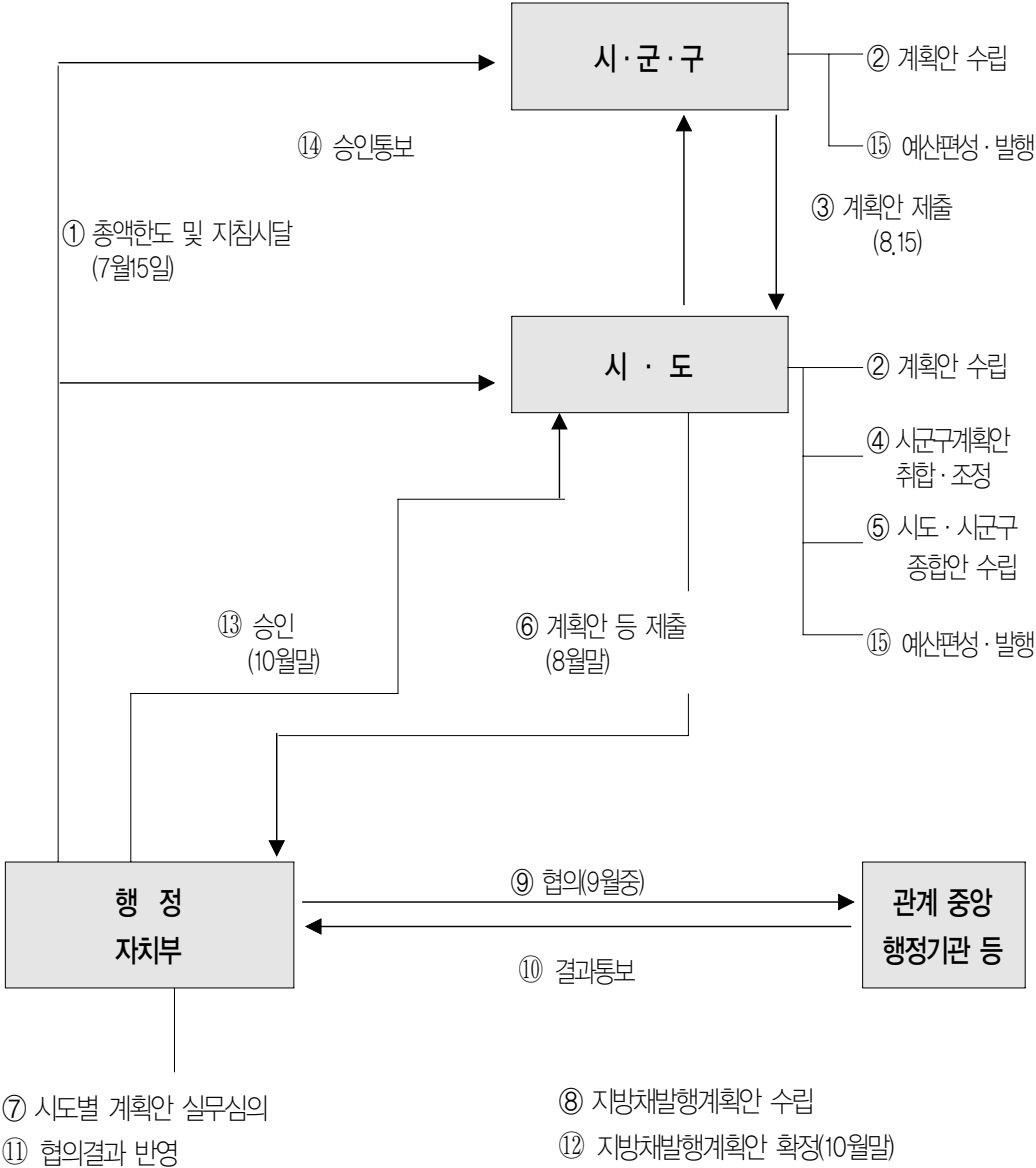 시·군·구
② 계획안 수립
⑭ 승인통보
⑮ 예산편성·발행
① 총액한도 및 지침시달
(7월15일)
③ 계획안 제출
(8.15)
시 · 도
② 계획안 수립
④ 시군구계획안
취합·조정
⑤ 시도·시군구
종합안 수립
⑬ 승인
(10월말)
⑥ 계획안 등 제출
(8월말)
⑮ 예산편성·발행
행 정
자치부
⑨ 협의(9월중)
⑩ 결과통보
관계 중앙
행정기관 등
⑦ 시도별 계획안 실무심의
⑧ 지방채발행계획안 수립
⑪ 협의결과 반영
⑫ 지방채발행계획안 확정(10월말)